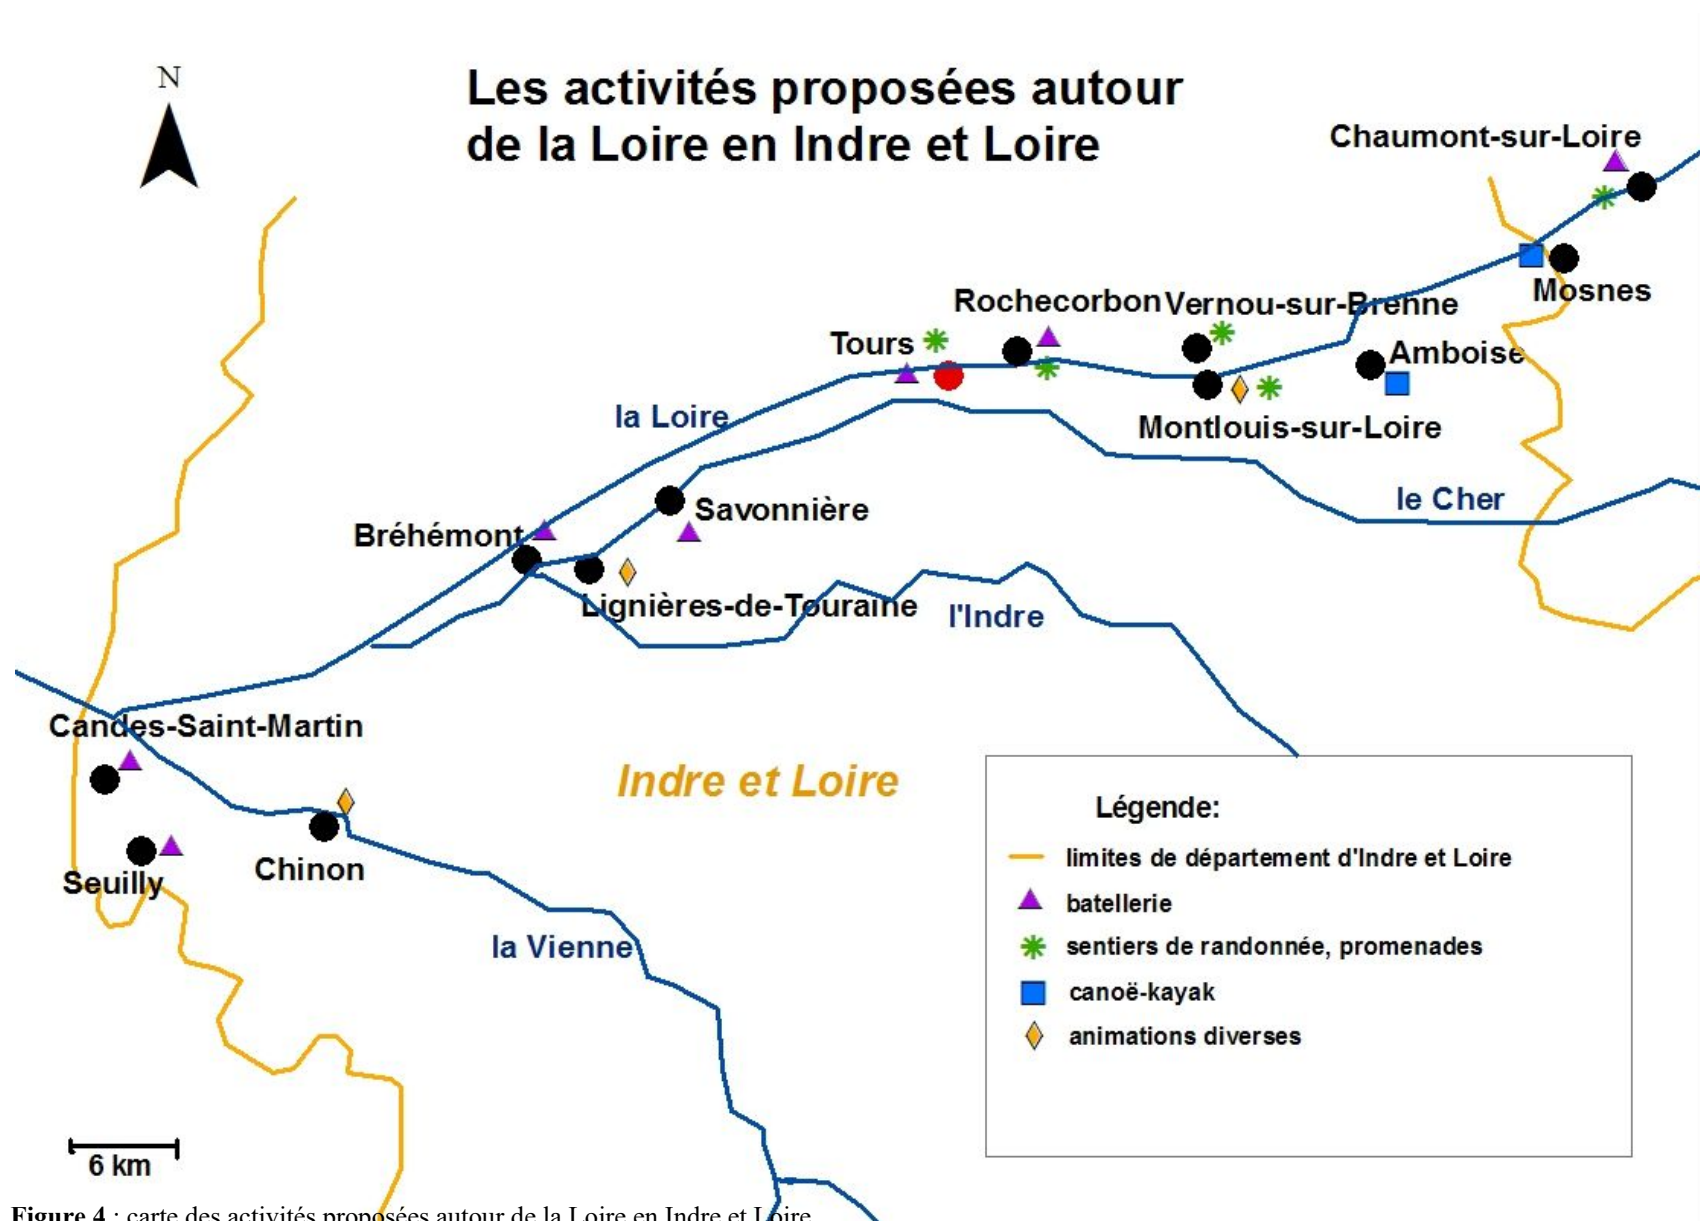 N
Les activités proposées autour
de la Loire en Indre et Loire
Chaumont-sur-Loire
Mosnes
Rochecorbon
Vernou-sur-Brenne
Tours
Amboise
la Loire
Montlouis-sur-Loire
le Cher
Savonnière
Bréhémont
Lignières-de-Touraine
l'Indre
Candes-Saint-Martin
Indre et Loire
Chinon
Seuilly
la Vienne
Légende:
limites de département d'Indre et Loire
batellerie
sentiers de randonnée, promenades
canoë-kayak
animations diverses
6 km
Figure 4 : carte des activités proposées autour de la Loire en Indre et Loire